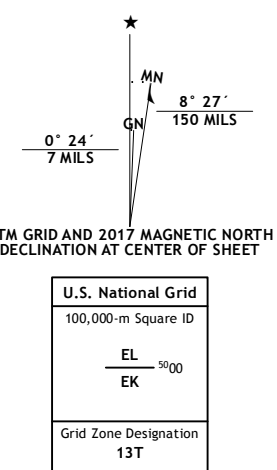 ★
MN
GN
8° 27´
150 MILS
0° 24´
7 MILS
TM GRID AND 2017 MAGNETIC NORTH
DECLINATION AT CENTER OF SHEET
U.S. National Grid
100,000-m Square ID
EL
5000
EK
Grid Zone Designation
13T